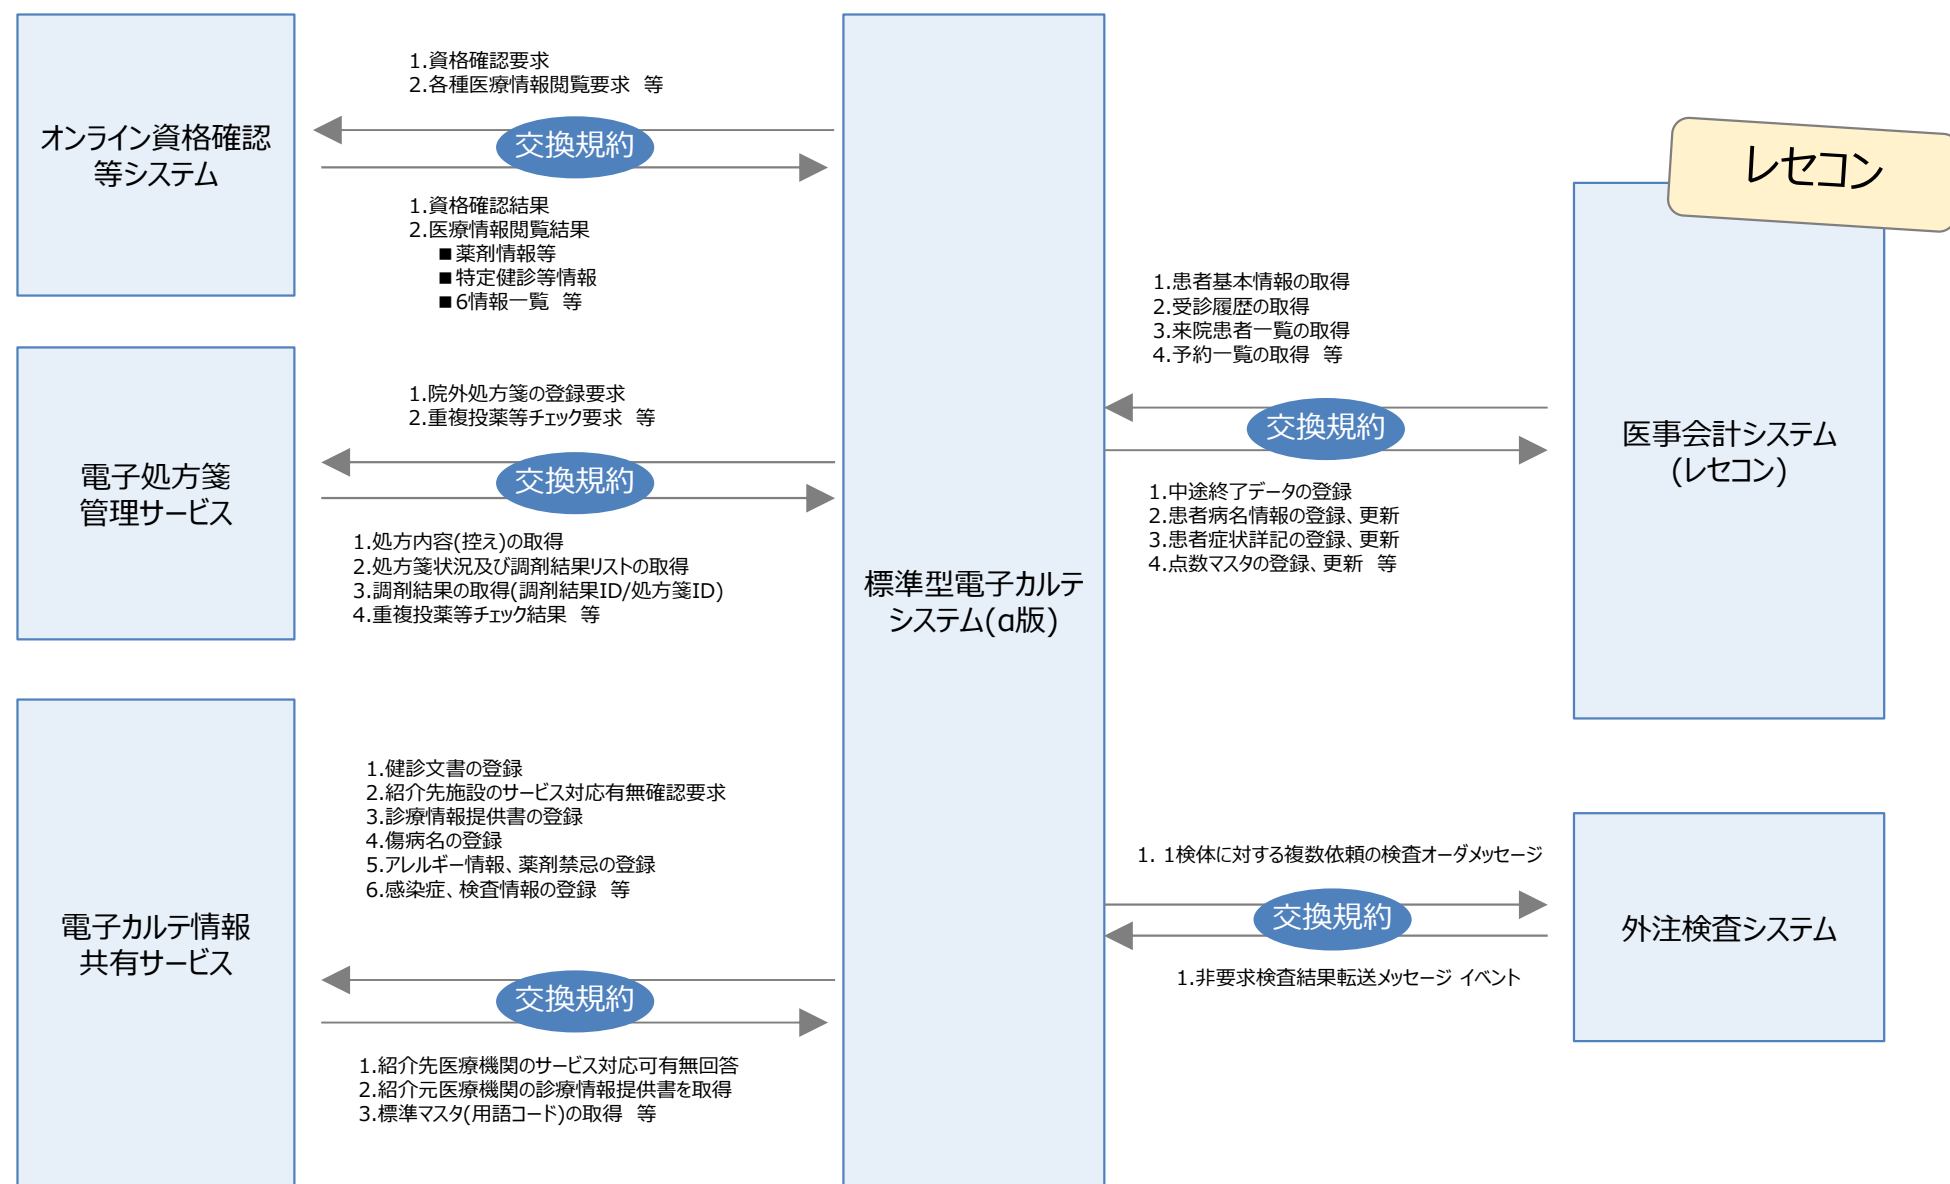 オンライン資格確認
等システム
1.資格確認要求
2.各種医療情報閲覧要求 等
交換規約
1.資格確認結果
2.医療情報閲覧結果
■薬剤情報等
■特定健診等情報
■6情報一覧 等
電子処方箋
管理サービス
1.院外処方箋の登録要求
2.重複投薬等チェック要求 等
交換規約
1.処方内容(控え)の取得
2.処方箋状況及び調剤結果リストの取得
3.調剤結果の取得(調剤結果ID/処方箋ID)
4.重複投薬等チェック結果 等
電子カルテ情報
共有サービス
1.健診文書の登録
2.紹介先施設のサービス対応有無確認要求
3.診療情報提供書の登録
4.傷病名の登録
5.アレルギー情報、薬剤禁忌の登録
6.感染症、検査情報の登録 等
交換規約
1.紹介先医療機関のサービス対応可有無回答
2.紹介元医療機関の診療情報提供書を取得
3.標準マスタ(用語コード)の取得 等
標準型電子カルテ
システム(α版)
1.患者基本情報の取得
2.受診履歴の取得
3.来院患者一覧の取得
4.予約一覧の取得 等
交換規約
1.中途終了データの登録
2.患者病名情報の登録、更新
3.患者症状詳記の登録、更新
4.点数マスタの登録、更新 等
レセコン
医事会計システム
(レセコン)
1. 1検体に対する複数依頼の検査オーダメッセージ
交換規約
1.非要求検査結果転送メッセージ イベント
外注検査システム